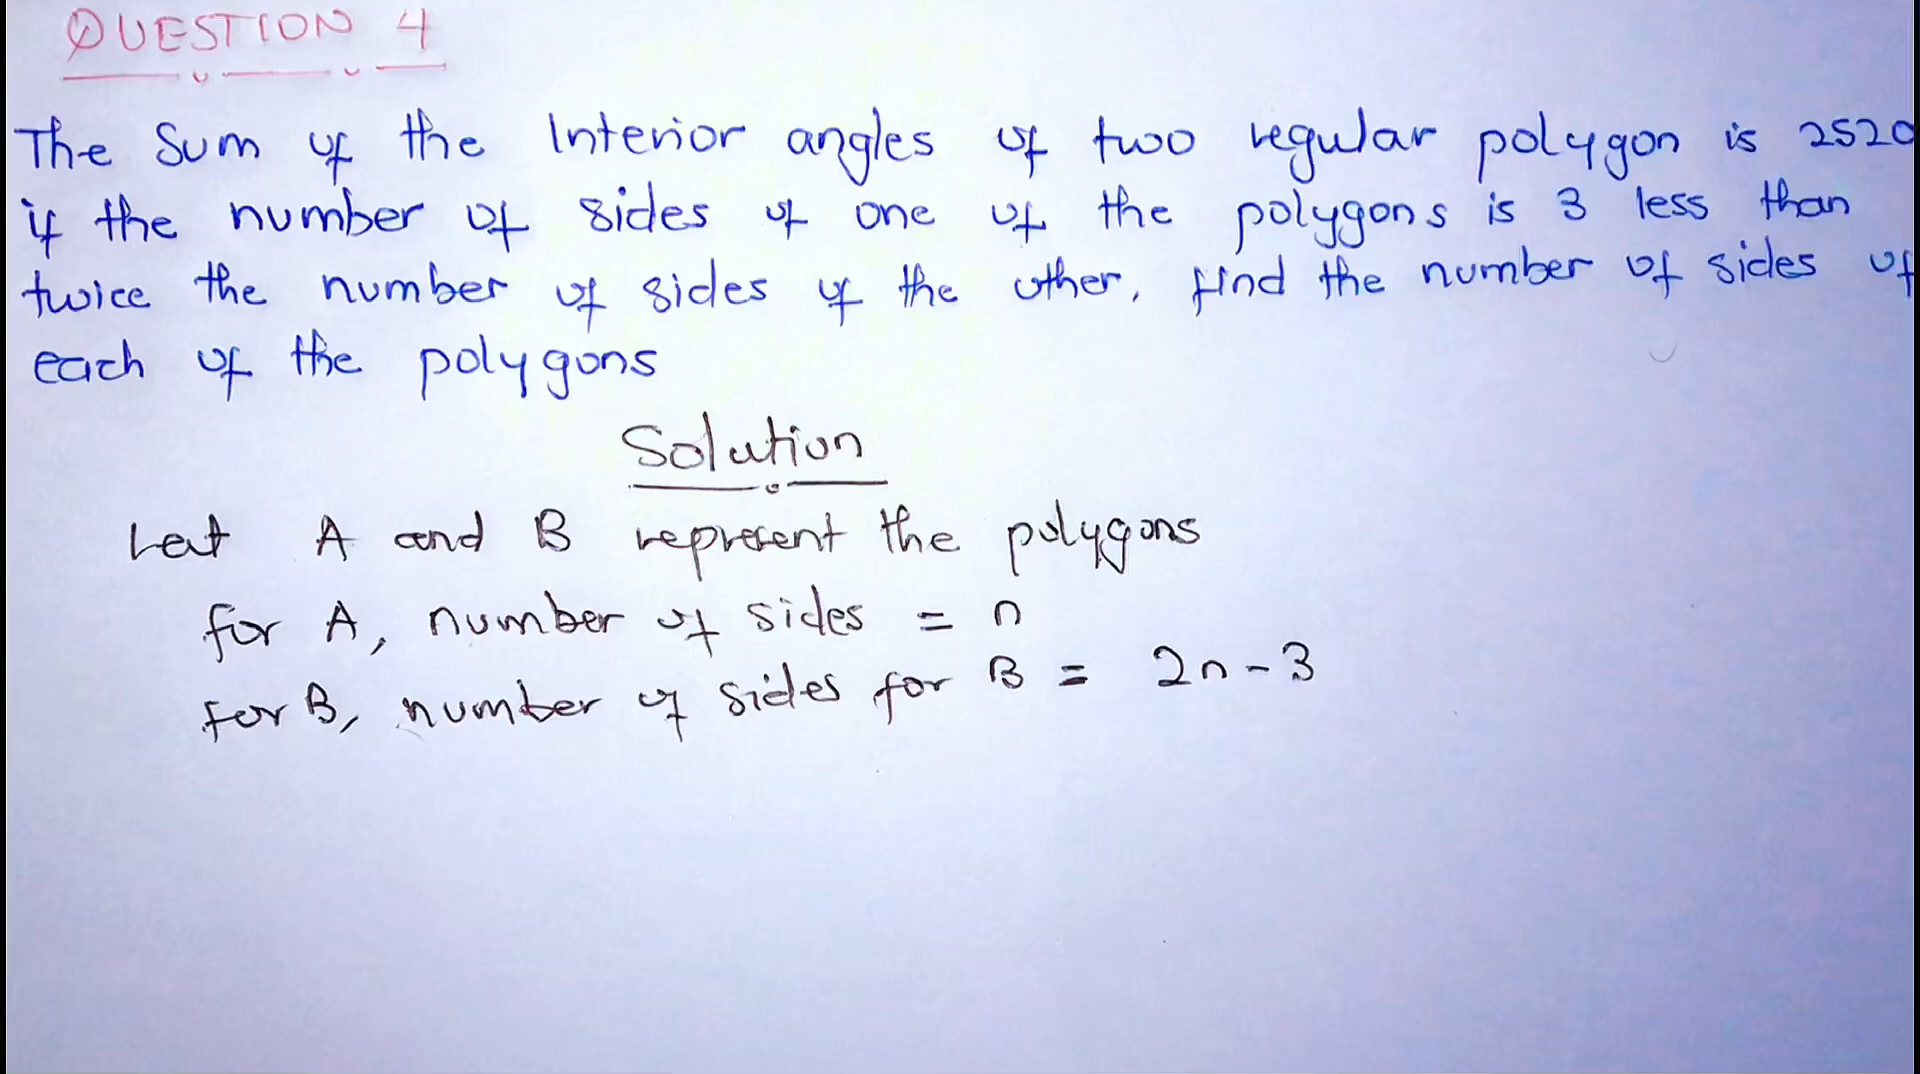 QUESTION 4
The Sum of the Interior angles of two regular polygon is 2520
if the number of sides of one of the polygons is 3 less than
twice the number of sides of the other, find the number of sides of
each of the polygons
Solution
Let A and B represent the polygons
for A, number of sides = n
for B, number of sides for B = 2n-3